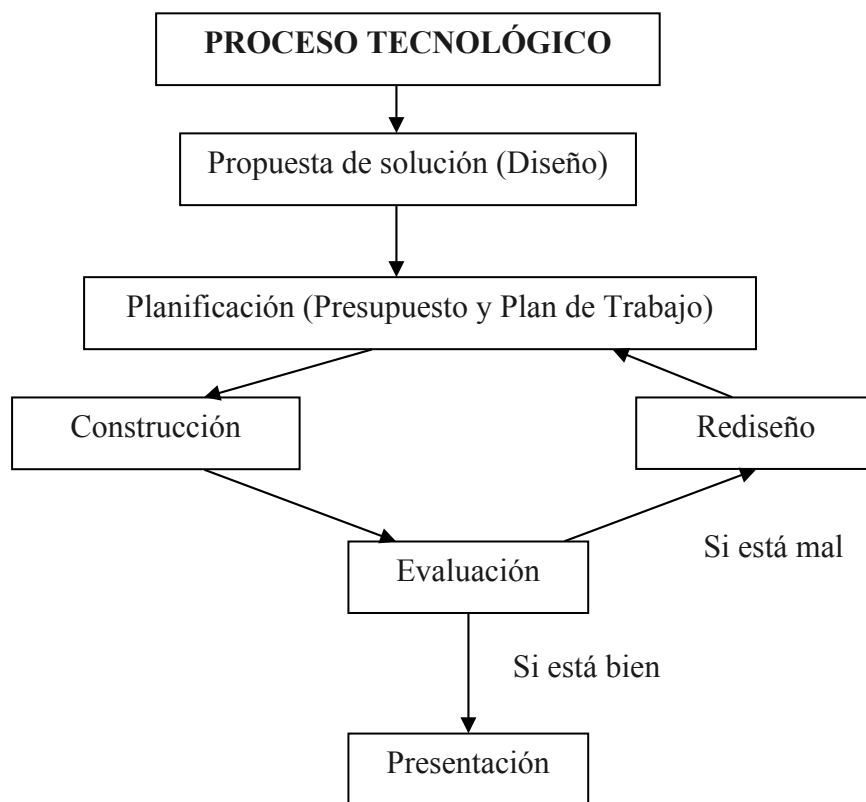 PROCESO TECNOLÓGICO
Propuesta de solución (Diseño)
Planificación (Presupuesto y Plan de Trabajo)
Construcción
Rediseño
Si está mal
Evaluación
Si está bien
Presentación